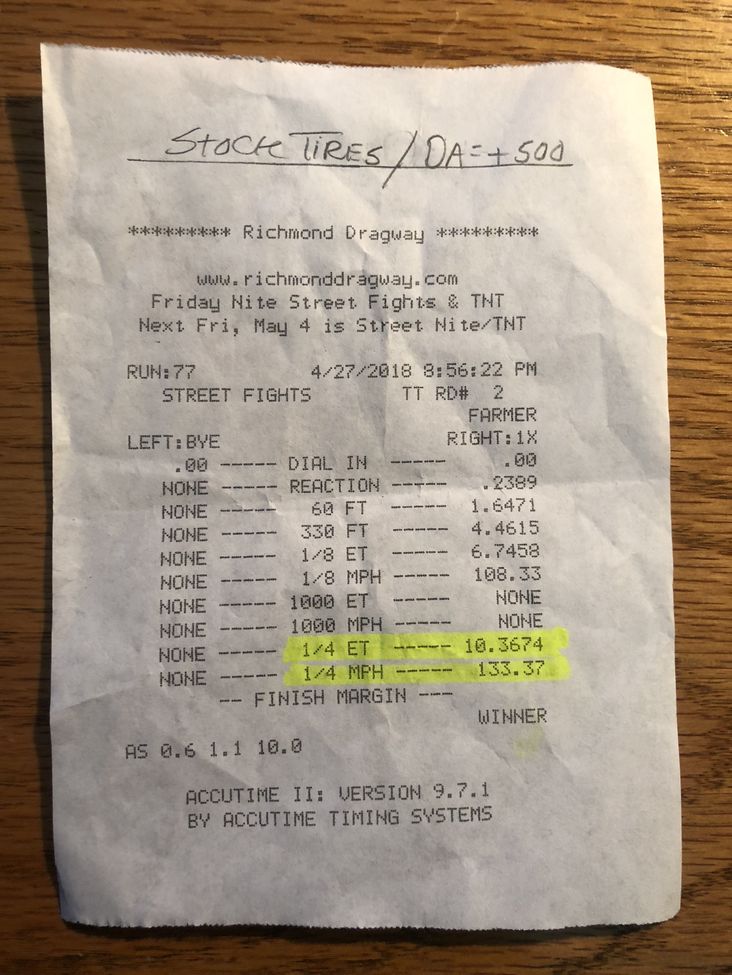 Stock Tires / DA=+500
********* Richmond Dragway *********
www.richmonddragway.com
Friday Nite Street Fights & TNT
Next Fri, May 4 is Street Nite/TNT
RUN:77 4/27/2018 8:56:22 PM
STREET FIGHTS TT RD# 2
FARMER
LEFT:BYE RIGHT:1X
.00 ----- DIAL IN ----- .00
NONE ----- REACTION ----- .2389
NONE ----- 60 FT ----- 1.6471
NONE ----- 330 FT ----- 4.4615
NONE ----- 1/8 ET ----- 6.7458
NONE ----- 1/8 MPH ----- 108.33
NONE ----- 1000 ET ----- NONE
NONE ----- 1000 MPH ----- NONE
NONE ----- 1/4 ET ----- 10.3674
NONE ----- 1/4 MPH ----- 133.37
-- FINISH MARGIN ---
WINNER
AS 0.6 1.1 10.0
ACCUTIME II: VERSION 9.7.1
BY ACCUTIME TIMING SYSTEMS